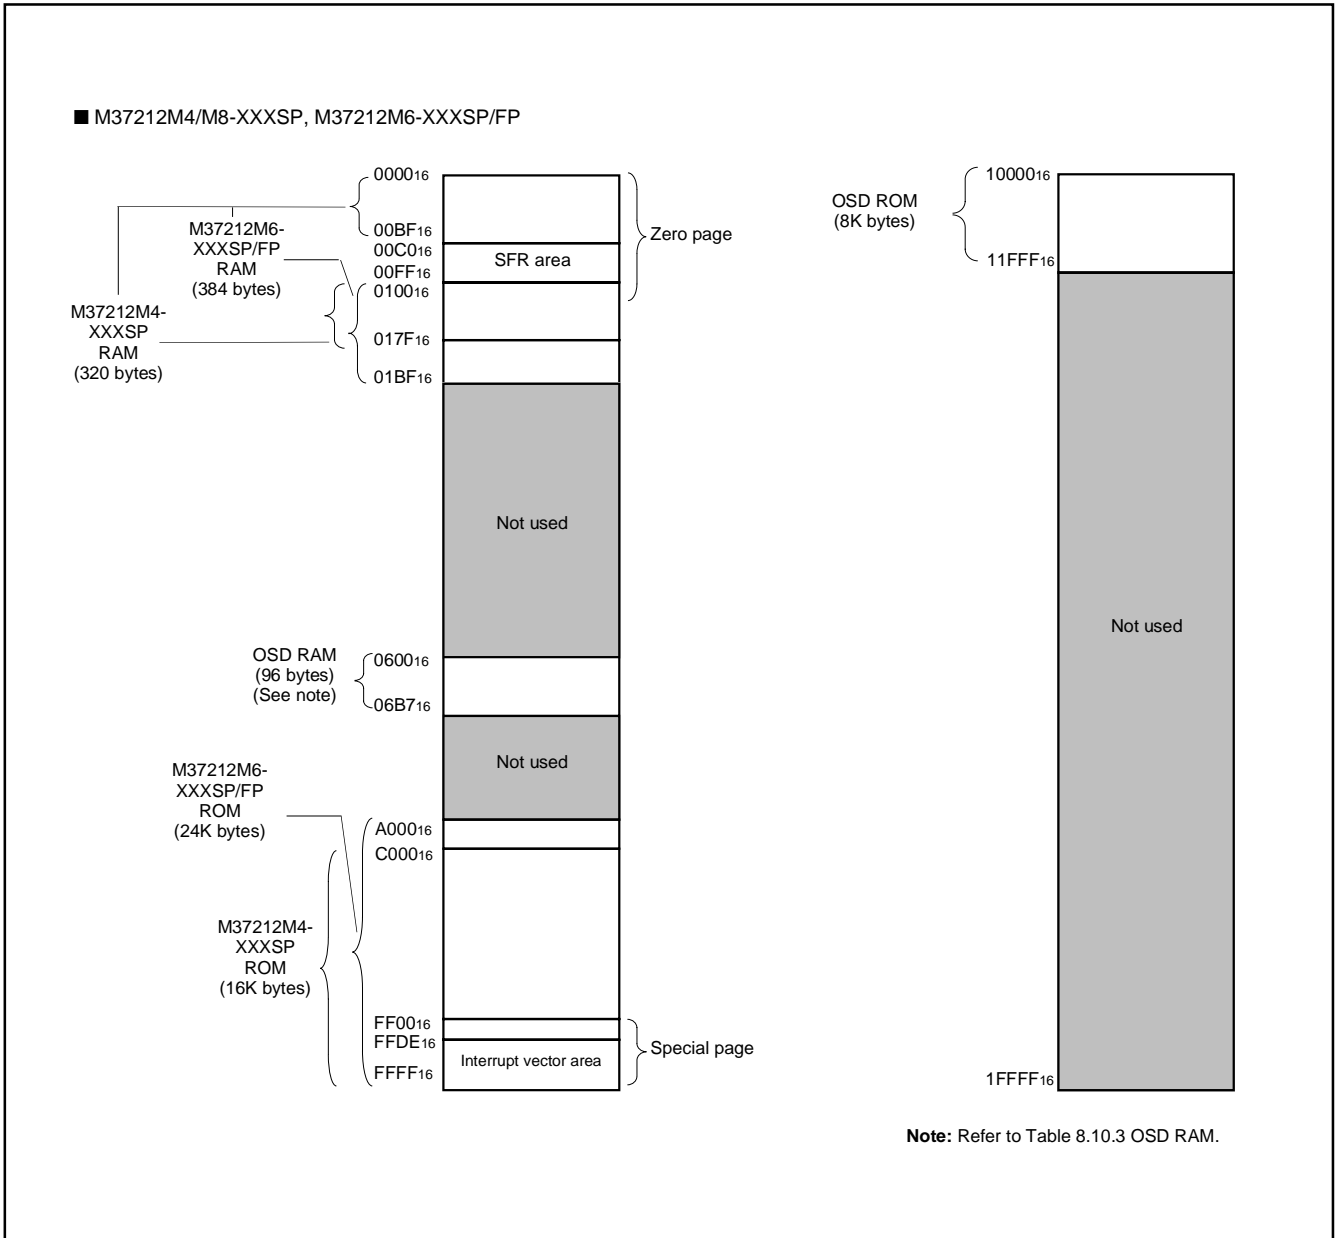 ■ M37212M4/M8-XXXSP, M37212M6-XXXSP/FP
0000₁₆
00BF₁₆
00C0₁₆
00FF₁₆
0100₁₆
017F₁₆
01BF₁₆
M37212M6-
XXXSP/FP
RAM
(384 bytes)
M37212M4-
XXXSP
RAM
(320 bytes)
SFR area
Zero page
Not used
OSD RAM
(96 bytes)
(See note)
0600₁₆
06B7₁₆
Not used
M37212M6-
XXXSP/FP
ROM
(24K bytes)
A000₁₆
C000₁₆
M37212M4-
XXXSP
ROM
(16K bytes)
FF00₁₆
FFDE₁₆
FFFF₁₆
Interrupt vector area
Special page
OSD ROM
(8K bytes)
10000₁₆
11FFF₁₆
Not used
1FFFF₁₆
Note: Refer to Table 8.10.3 OSD RAM.